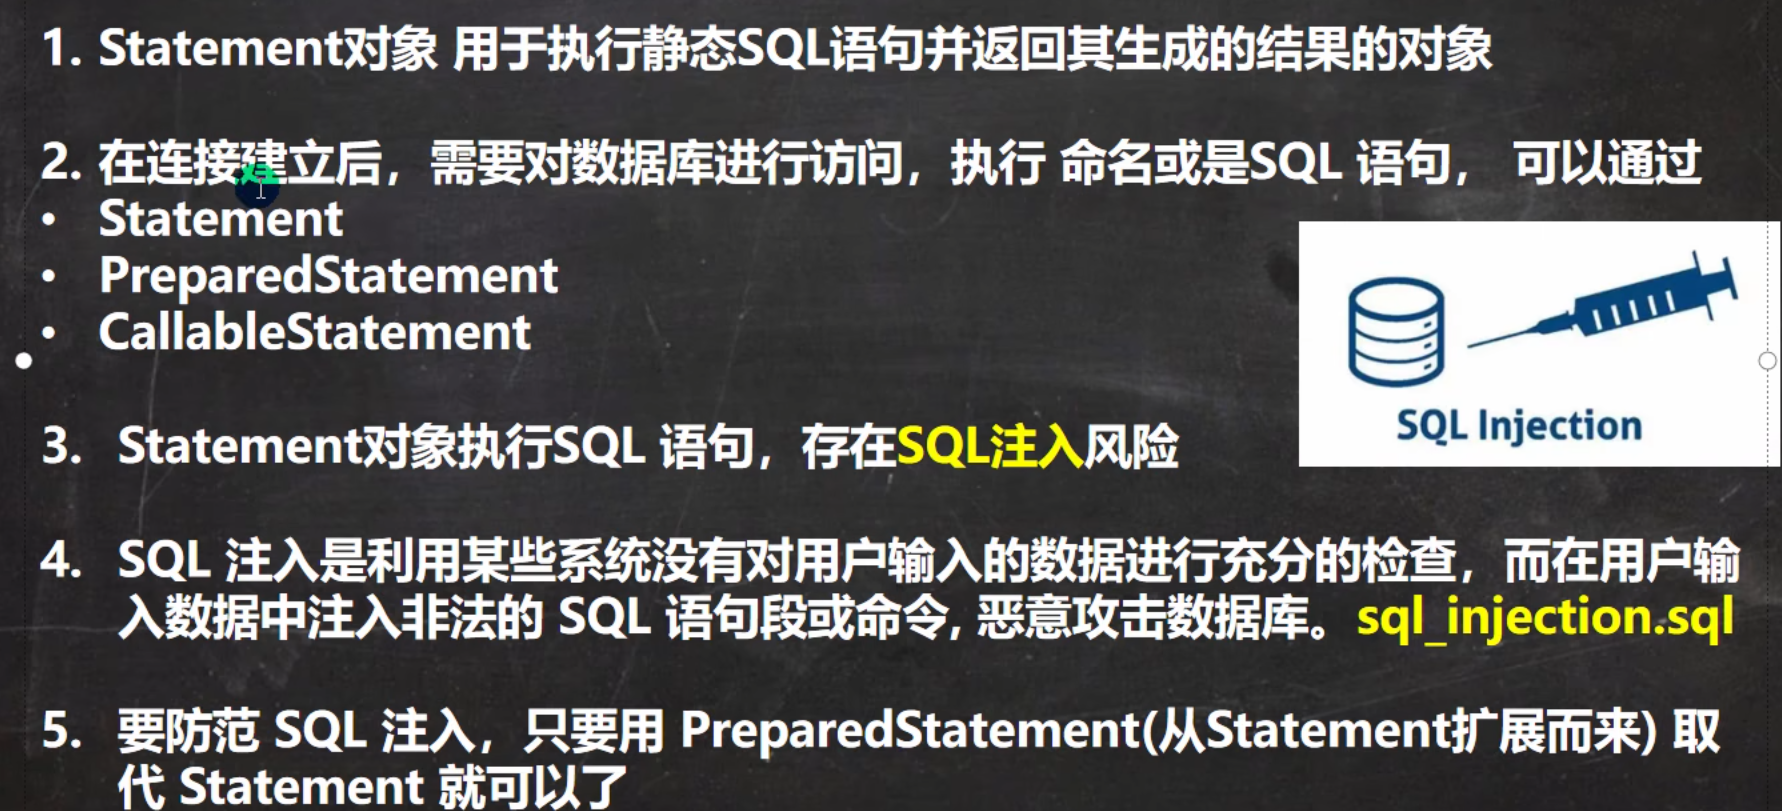 1. Statement对象 用于执行静态SQL语句并返回其生成的结果的对象
2. 在连接建立后，需要对数据库进行访问，执行 命名或是SQL 语句， 可以通过
• Statement
• PreparedStatement
• CallableStatement
SQL Injection
3. Statement对象执行SQL 语句，存在SQL注入风险
4. SQL 注入是利用某些系统没有对用户输入的数据进行充分的检查，而在用户输
入数据中注入非法的 SQL 语句段或命令, 恶意攻击数据库。sql_injection.sql
5. 要防范 SQL 注入，只要用 PreparedStatement(从Statement扩展而来) 取
代 Statement 就可以了